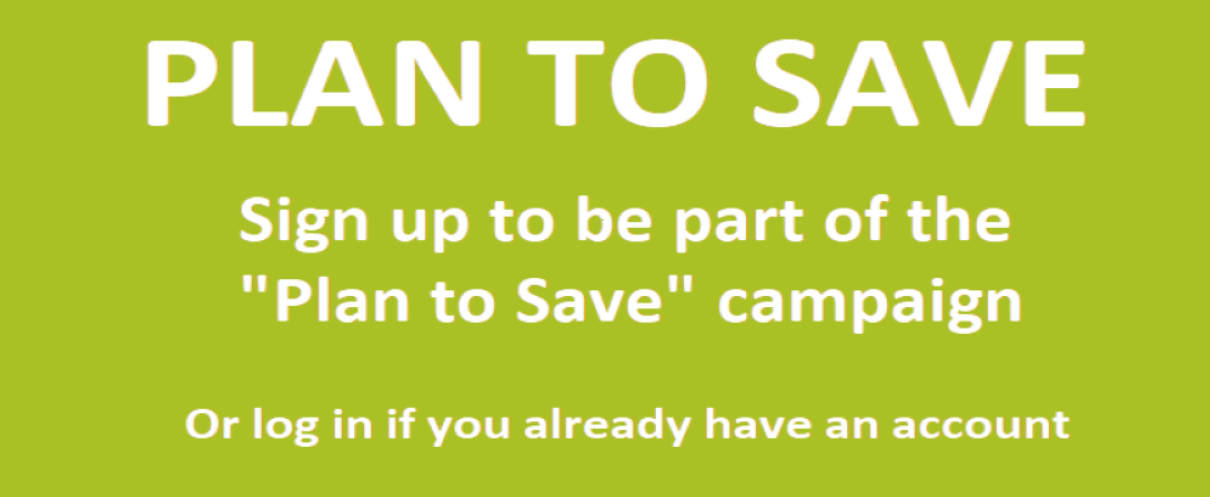 PLAN TO SAVE
Sign up to be part of the
"Plan to Save" campaign
Or log in if you already have an account